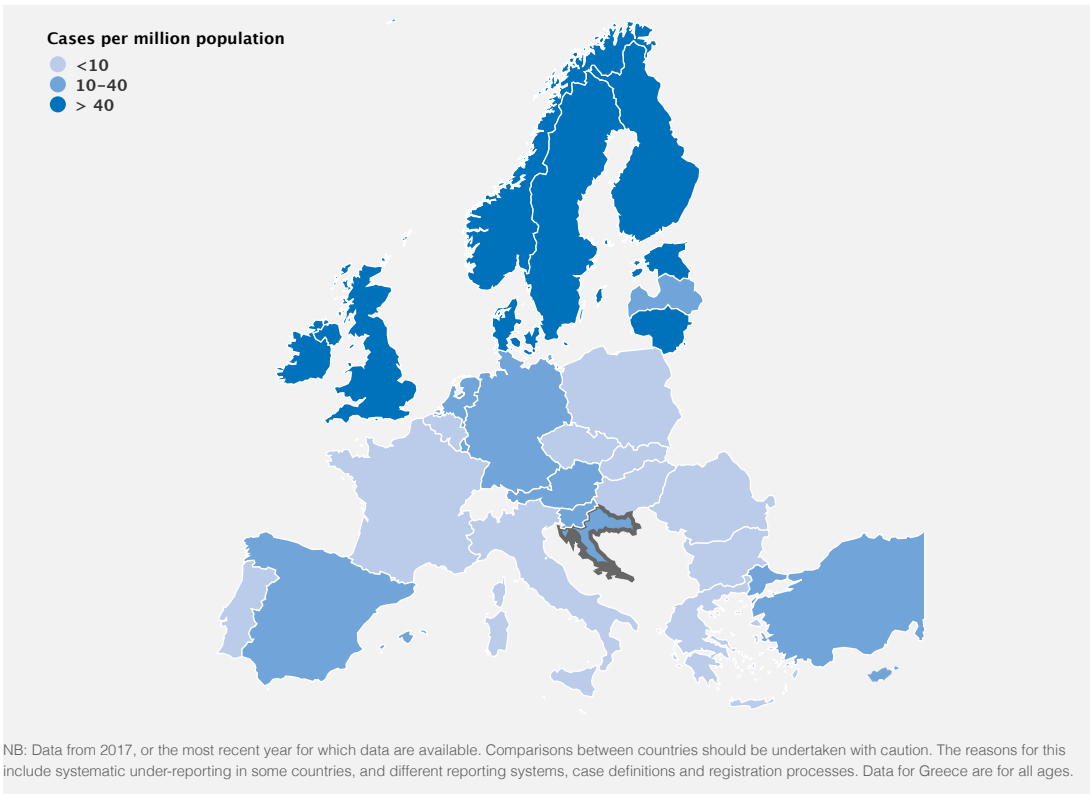 Cases per million population
<10
10–40
> 40
NB: Data from 2017, or the most recent year for which data are available. Comparisons between countries should be undertaken with caution. The reasons for this
include systematic under-reporting in some countries, and different reporting systems, case definitions and registration processes. Data for Greece are for all ages.